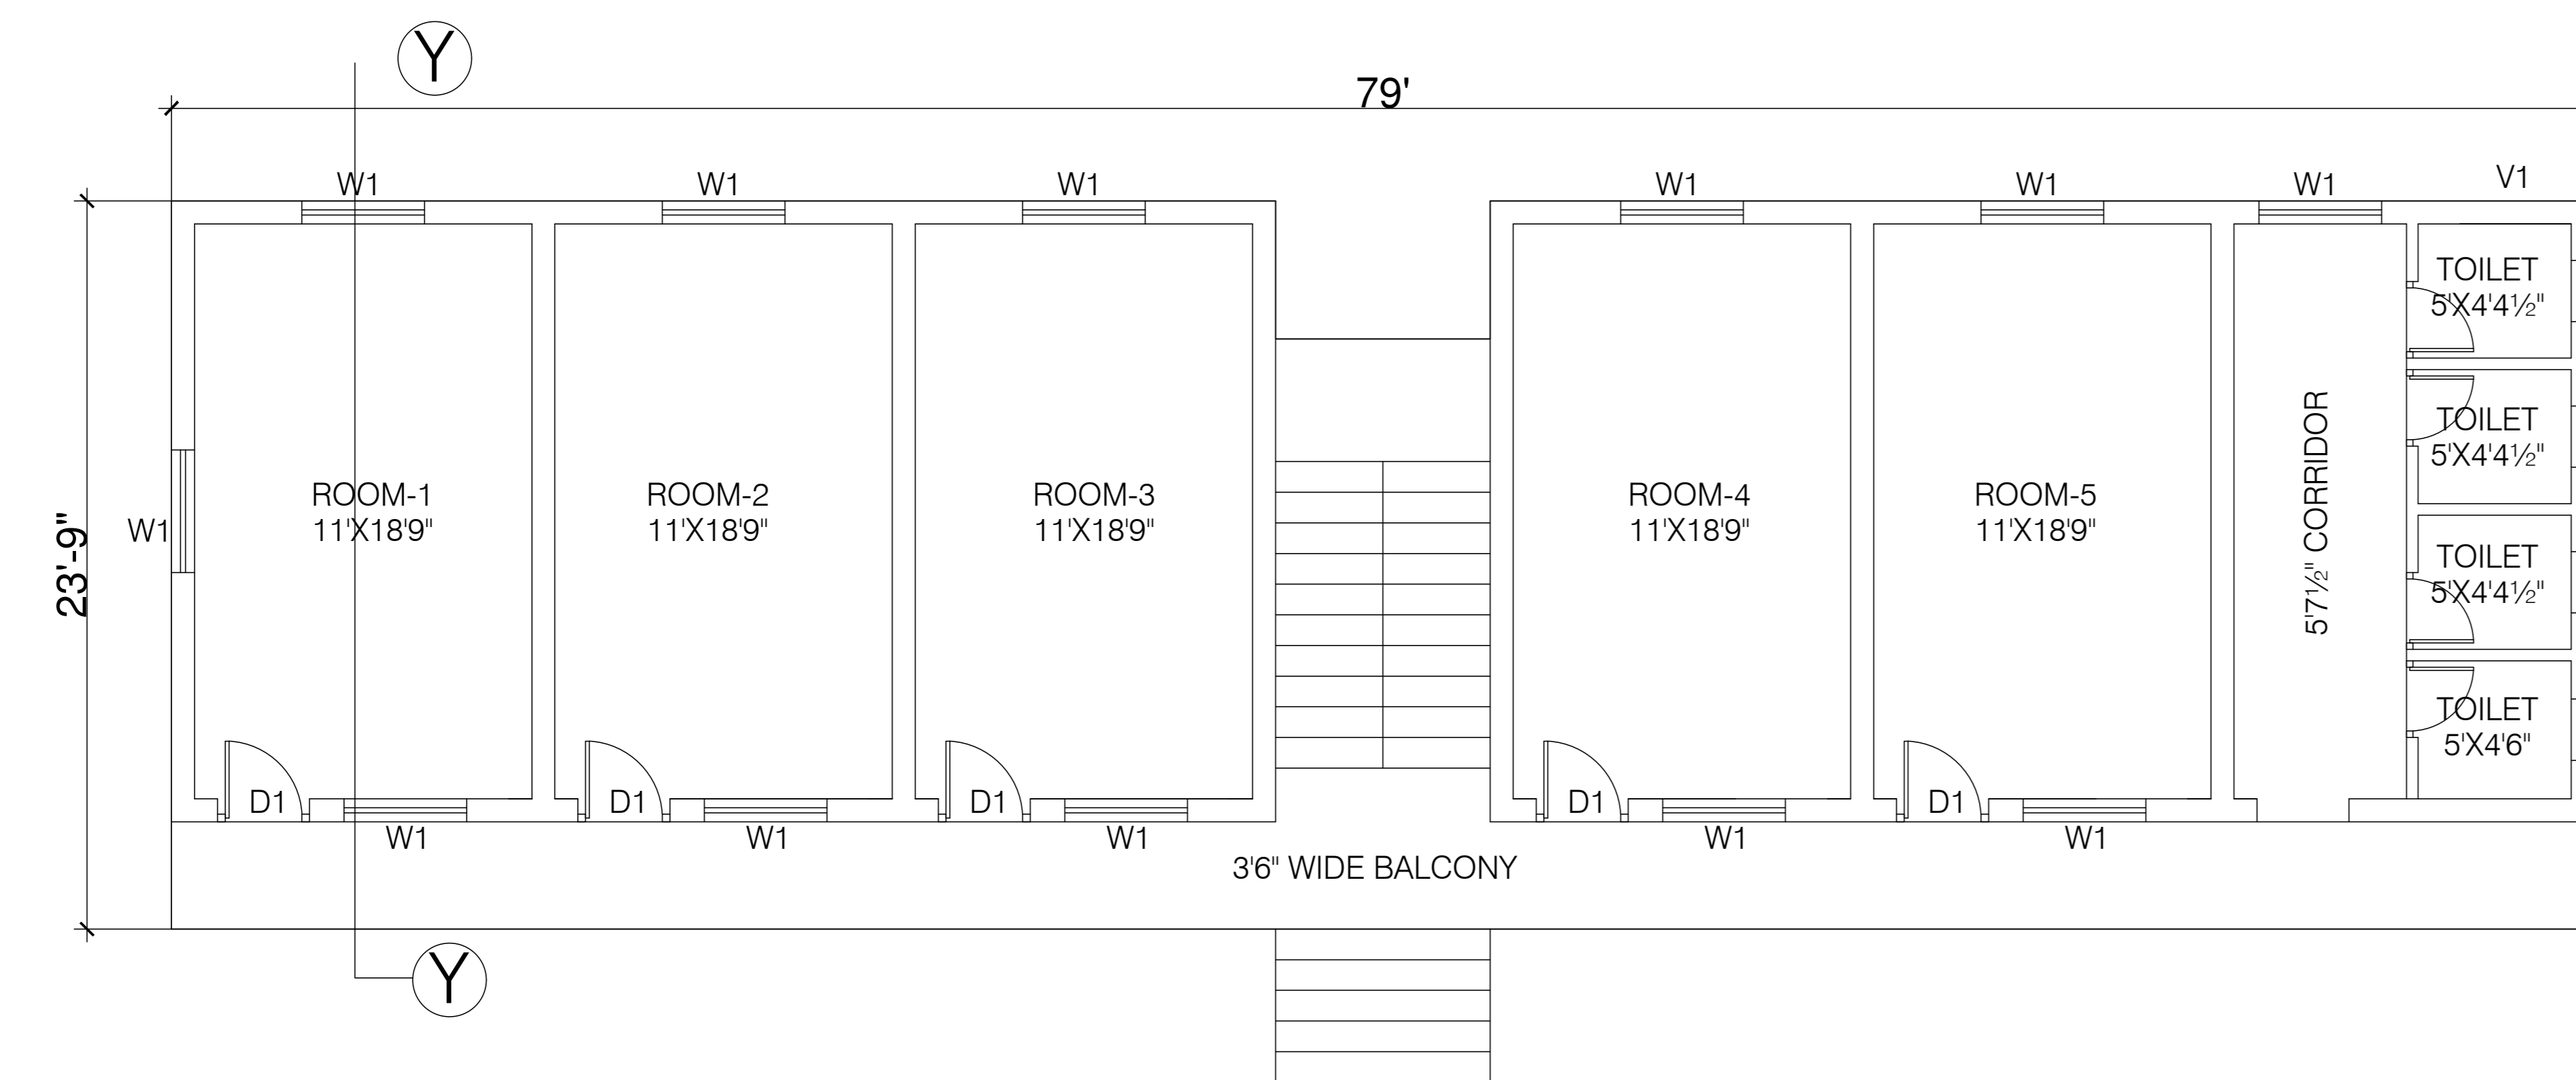 Y
79'
W1
W1
W1
W1
W1
W1
V1
TOILET
5'X4'4½"
TOILET
5'X4'4½"
ROOM-1
11'X18'9"
ROOM-2
11'X18'9"
ROOM-3
11'X18'9"
ROOM-4
11'X18'9"
ROOM-5
11'X18'9"
5'7½" CORRIDOR
W1
23'-9"
TOILET
5'X4'4½"
TOILET
5'X4'6"
D1
D1
D1
D1
D1
W1
W1
W1
W1
W1
3'6" WIDE BALCONY
Y